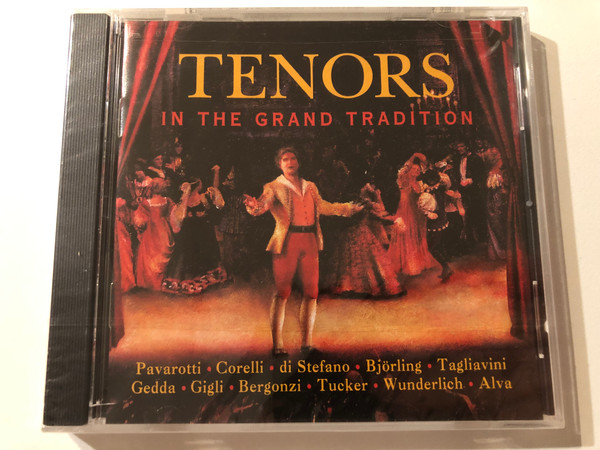 TENORS
IN THE GRAND TRADITION
Pavarotti • Corelli • di Stefano • Björling • Tagliavini
Gedda • Gigli • Bergonzi • Tucker • Wunderlich • Alva